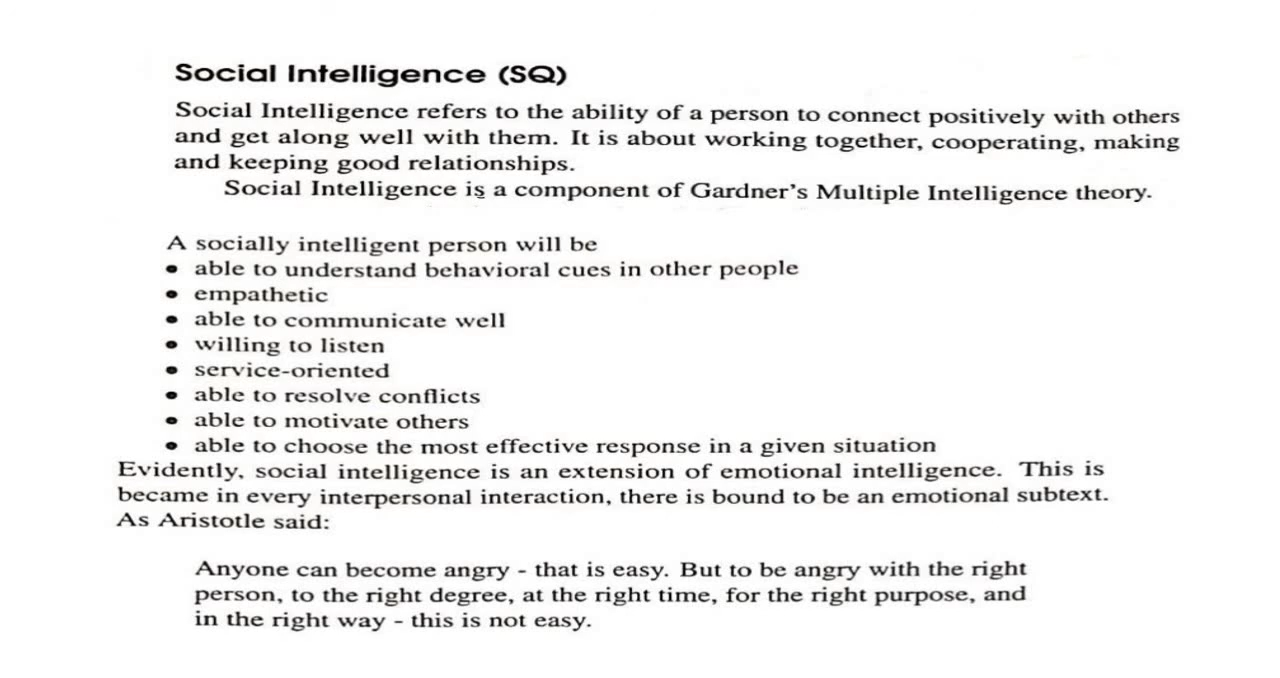 Social Intelligence (SQ)
Social Intelligence refers to the ability of a person to connect positively with others
and get along well with them. It is about working together, cooperating, making
and keeping good relationships.
Social Intelligence is a component of Gardner's Multiple Intelligence theory.
A socially intelligent person will be
• able to understand behavioral cues in other people
• empathetic
• able to communicate well
• willing to listen
• service-oriented
• able to resolve conflicts
• able to motivate others
• able to choose the most effective response in a given situation
Evidently, social intelligence is an extension of emotional intelligence. This is
became in every interpersonal interaction, there is bound to be an emotional subtext.
As Aristotle said:
Anyone can become angry - that is easy. But to be angry with the right
person, to the right degree, at the right time, for the right purpose, and
in the right way - this is not easy.